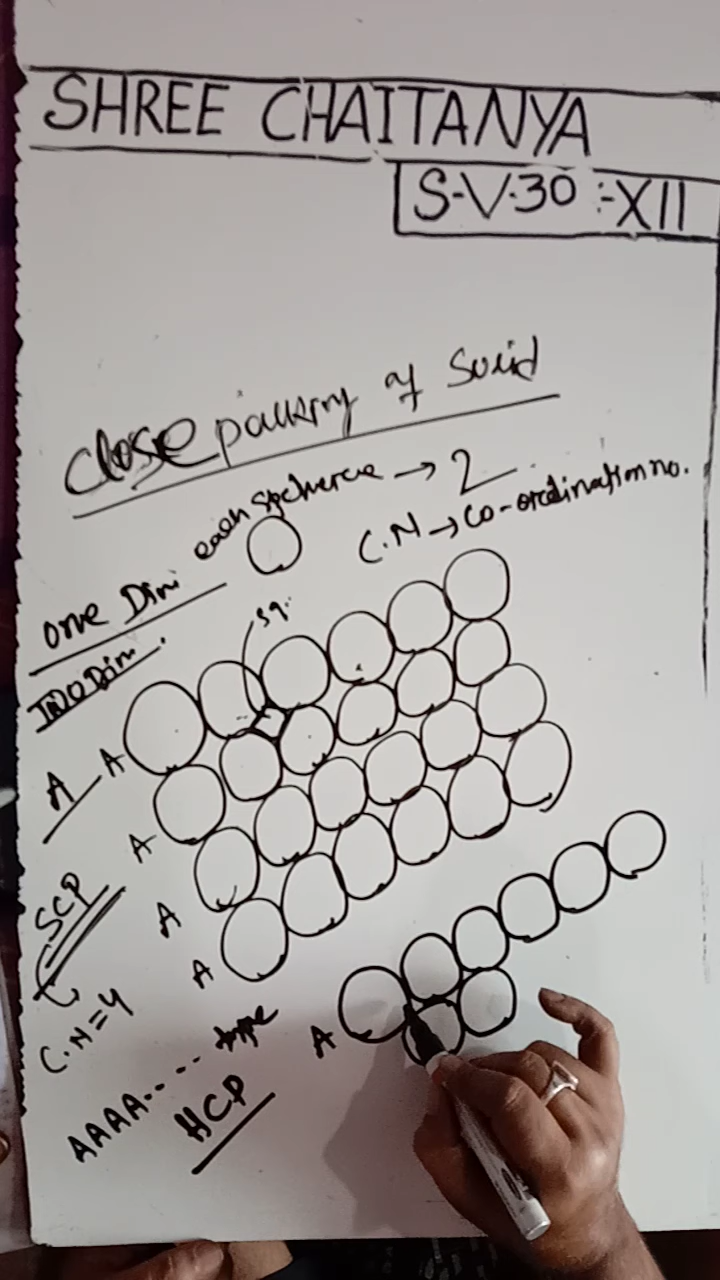 SHREE CHAITANYA
S.V.30 :-XII
Close packing of Solid
each sphere → 2
C.N → Co-ordination no.
One Dim
TWO Dim.
sq.
A A
A
A
A
SCP
C.N=4
AAAA.... type
A
HCP